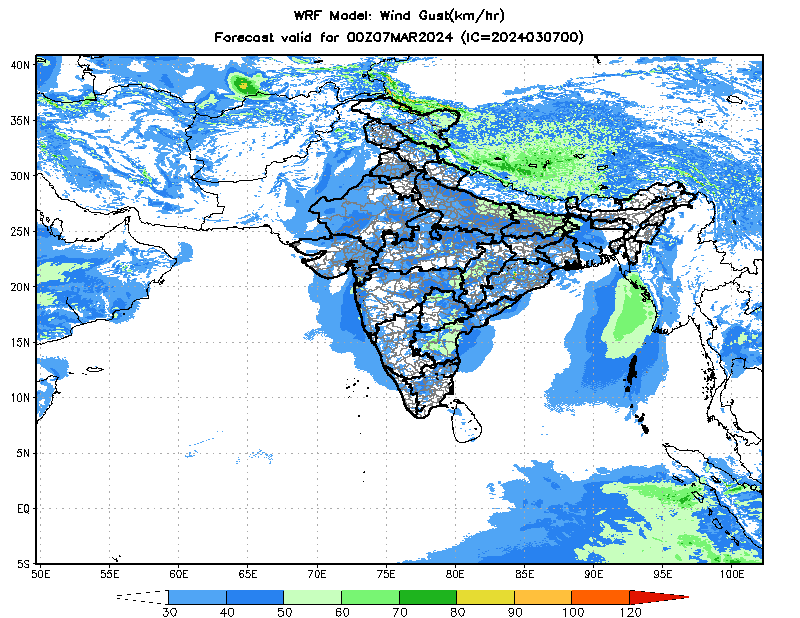 WRF Model: Wind Gust(km/hr)
Forecast valid for 00Z07MAR2024 (IC=2024030700)
40N
35N
30N
25N
20N
15N
10N
5N
EQ
5S
50E 55E 60E 65E 70E 75E 80E 85E 90E 95E 100E
30 40 50 60 70 80 90 100 120